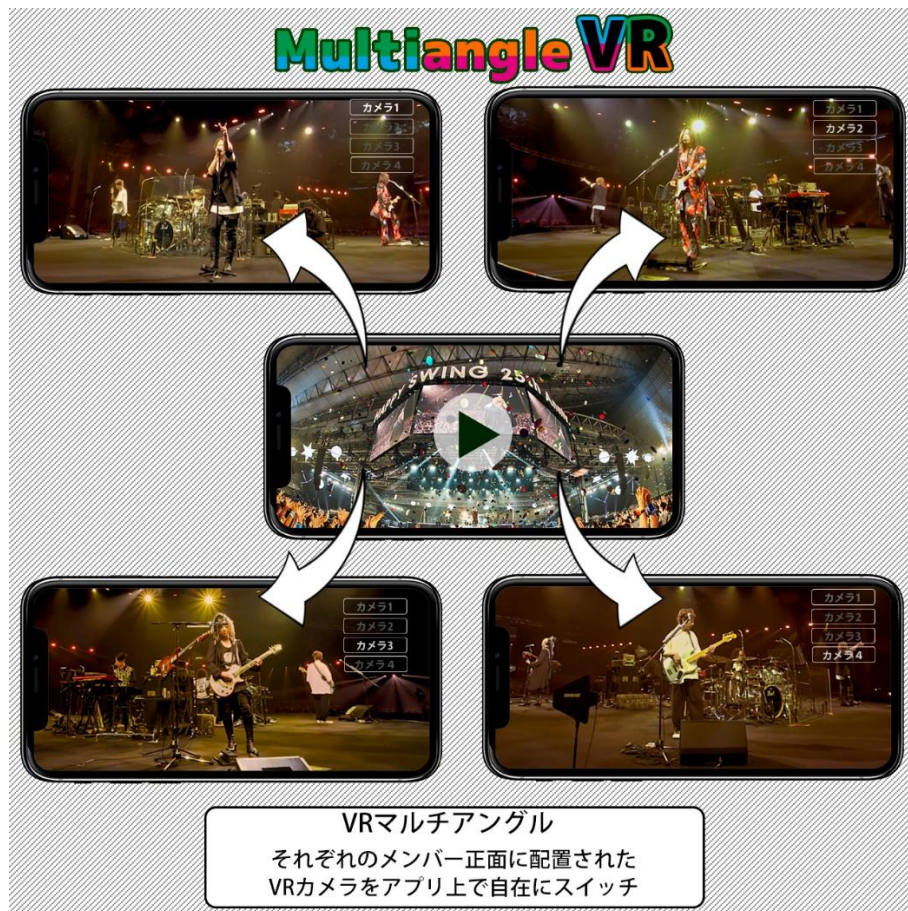 Multiangle VR
カメラ1
カメラ2
カメラ3
カメラ4
カメラ1
カメラ2
カメラ3
カメラ4
HAPPY SWING 25th
カメラ1
カメラ2
カメラ3
カメラ4
カメラ1
カメラ2
カメラ3
カメラ4
VRマルチアングル
それぞれのメンバー正面に配置された
VRカメラをアプリ上で自在にスイッチ